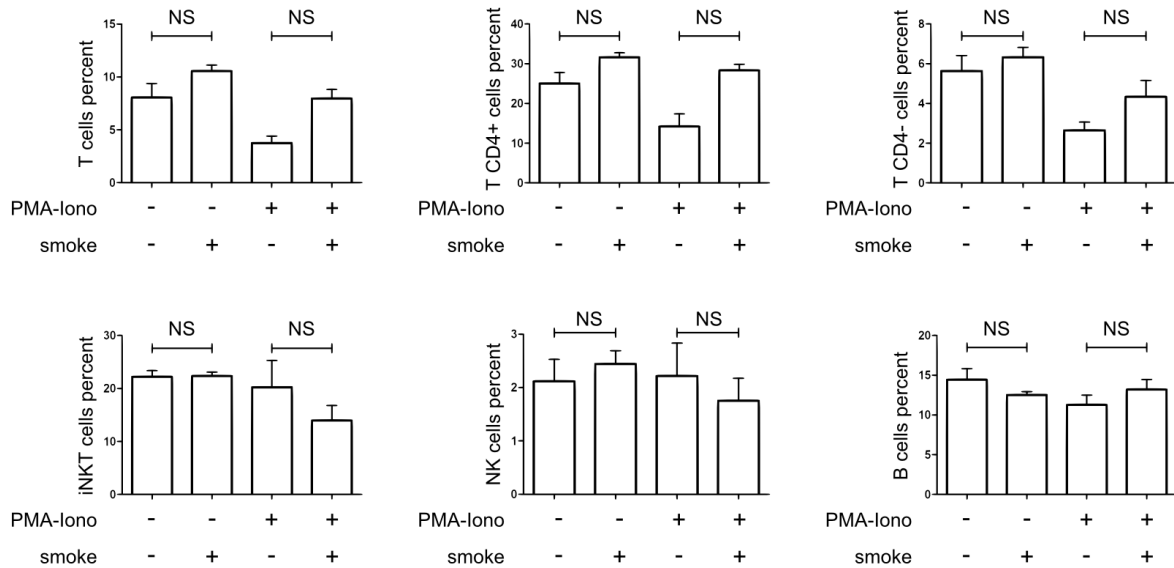 NS NS
15
10
5
0
T cells percent
PMA-Iono - - + +
smoke - + - +
NS NS
40
30
20
10
0
T CD4+ cells percent
- - + +
- + - +
NS NS
8
6
4
2
0
T CD4- cells percent
PMA-Iono - - + +
smoke - + - +
NS NS
30
20
10
0
iNKT cells percent
PMA-Iono - - + +
smoke - + - +
NS NS
3
2
1
0
NK cells percent
PMA-Iono - - + +
smoke - + - +
NS NS
20
15
10
5
0
B cells percent
PMA-Iono - - + +
smoke - + - +